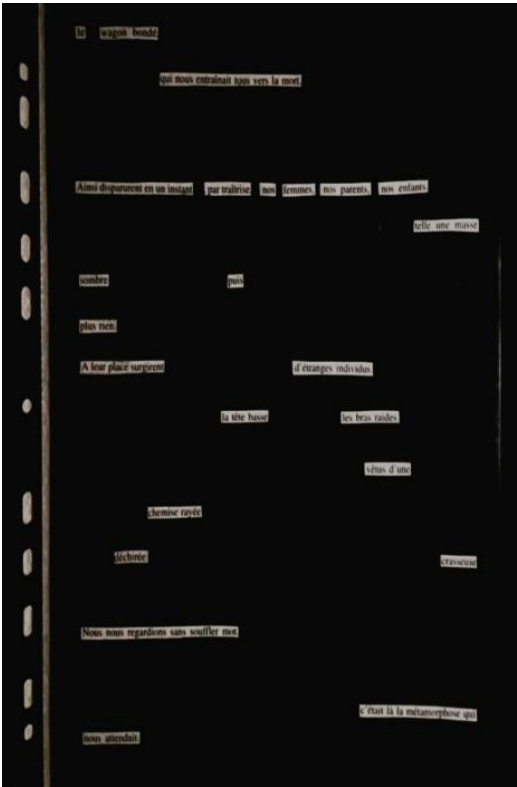 le wagon bondé,
qui nous entraînait tous vers la mort.
Ainsi disparurent en un instant par traîtrise, nos femmes, nos parents, nos enfants.
telle une masse
sombre puis
plus rien.
A leur place surgirent d'étranges individus.
la tête basse les bras raides.
vêtus d'une
chemise rayée
déchirée crasseuse
Nous nous regardions sans souffler mot.
c'était là la métamorphose qui
nous attendait.